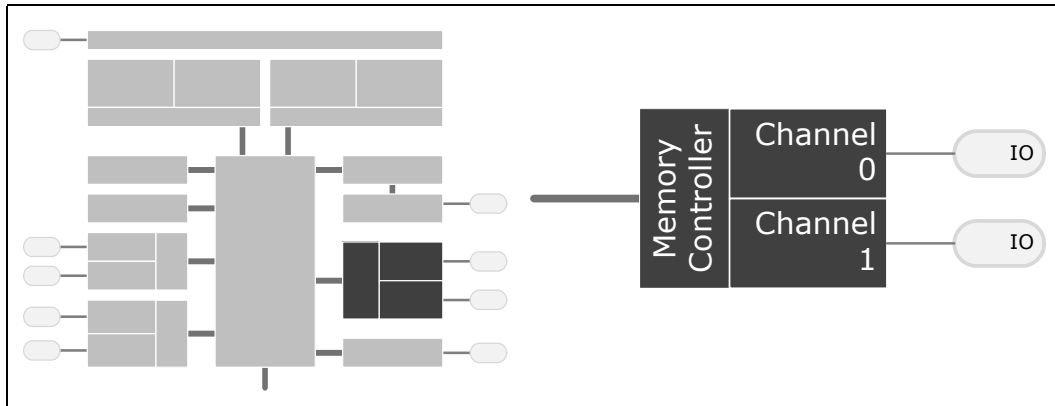 Memory
Controller
Channel
0
IO
Channel
1
IO